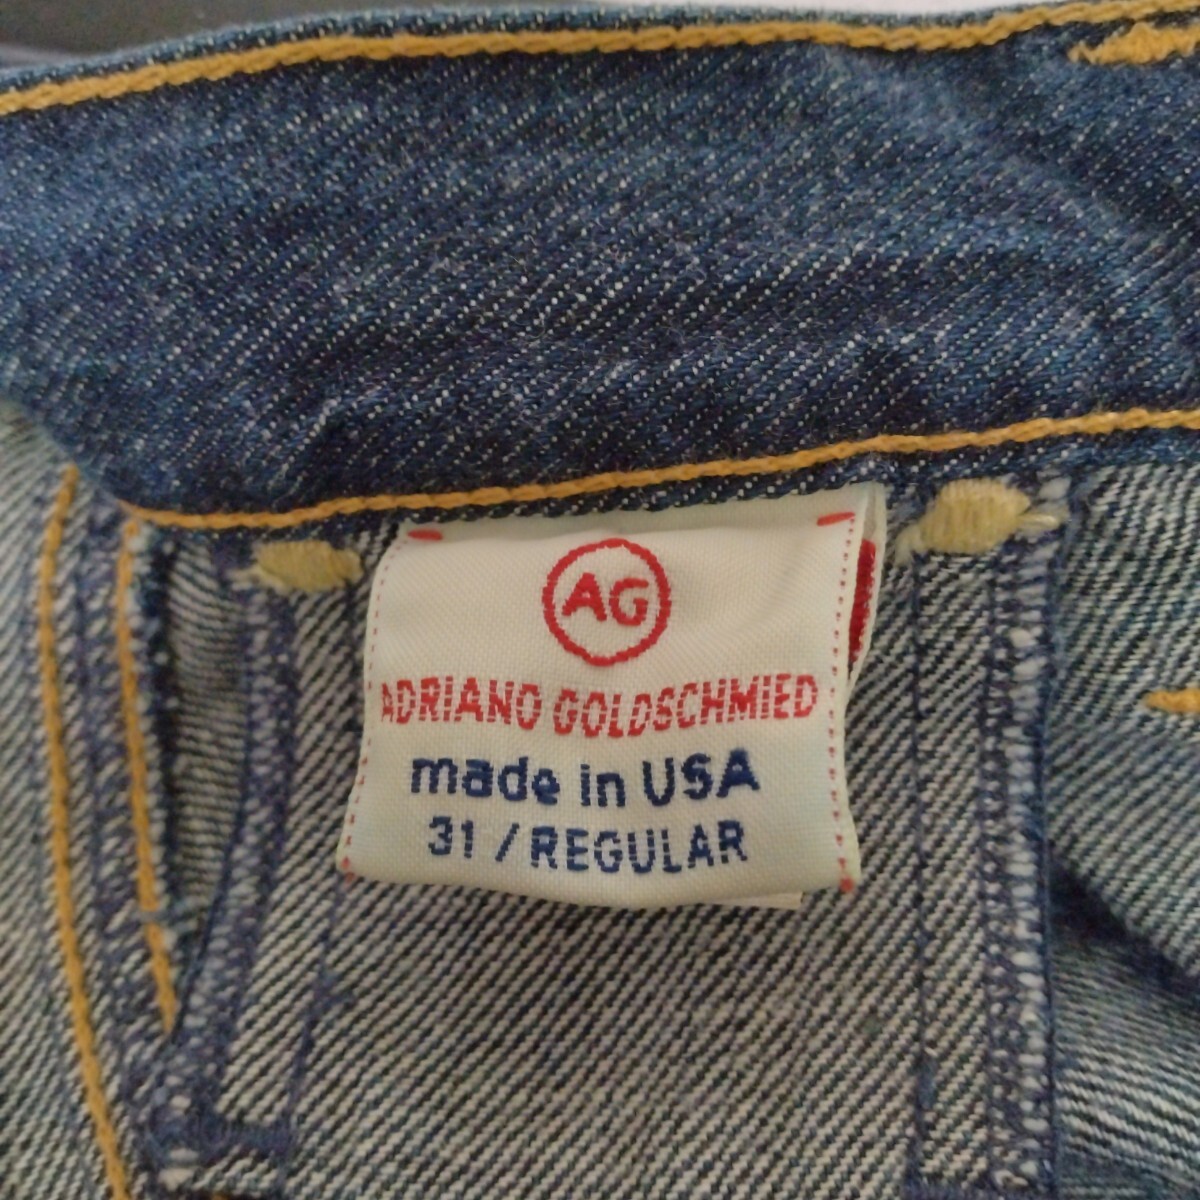 AG
ADRIANO GOLDSCHMIED
made in USA
31 / REGULAR